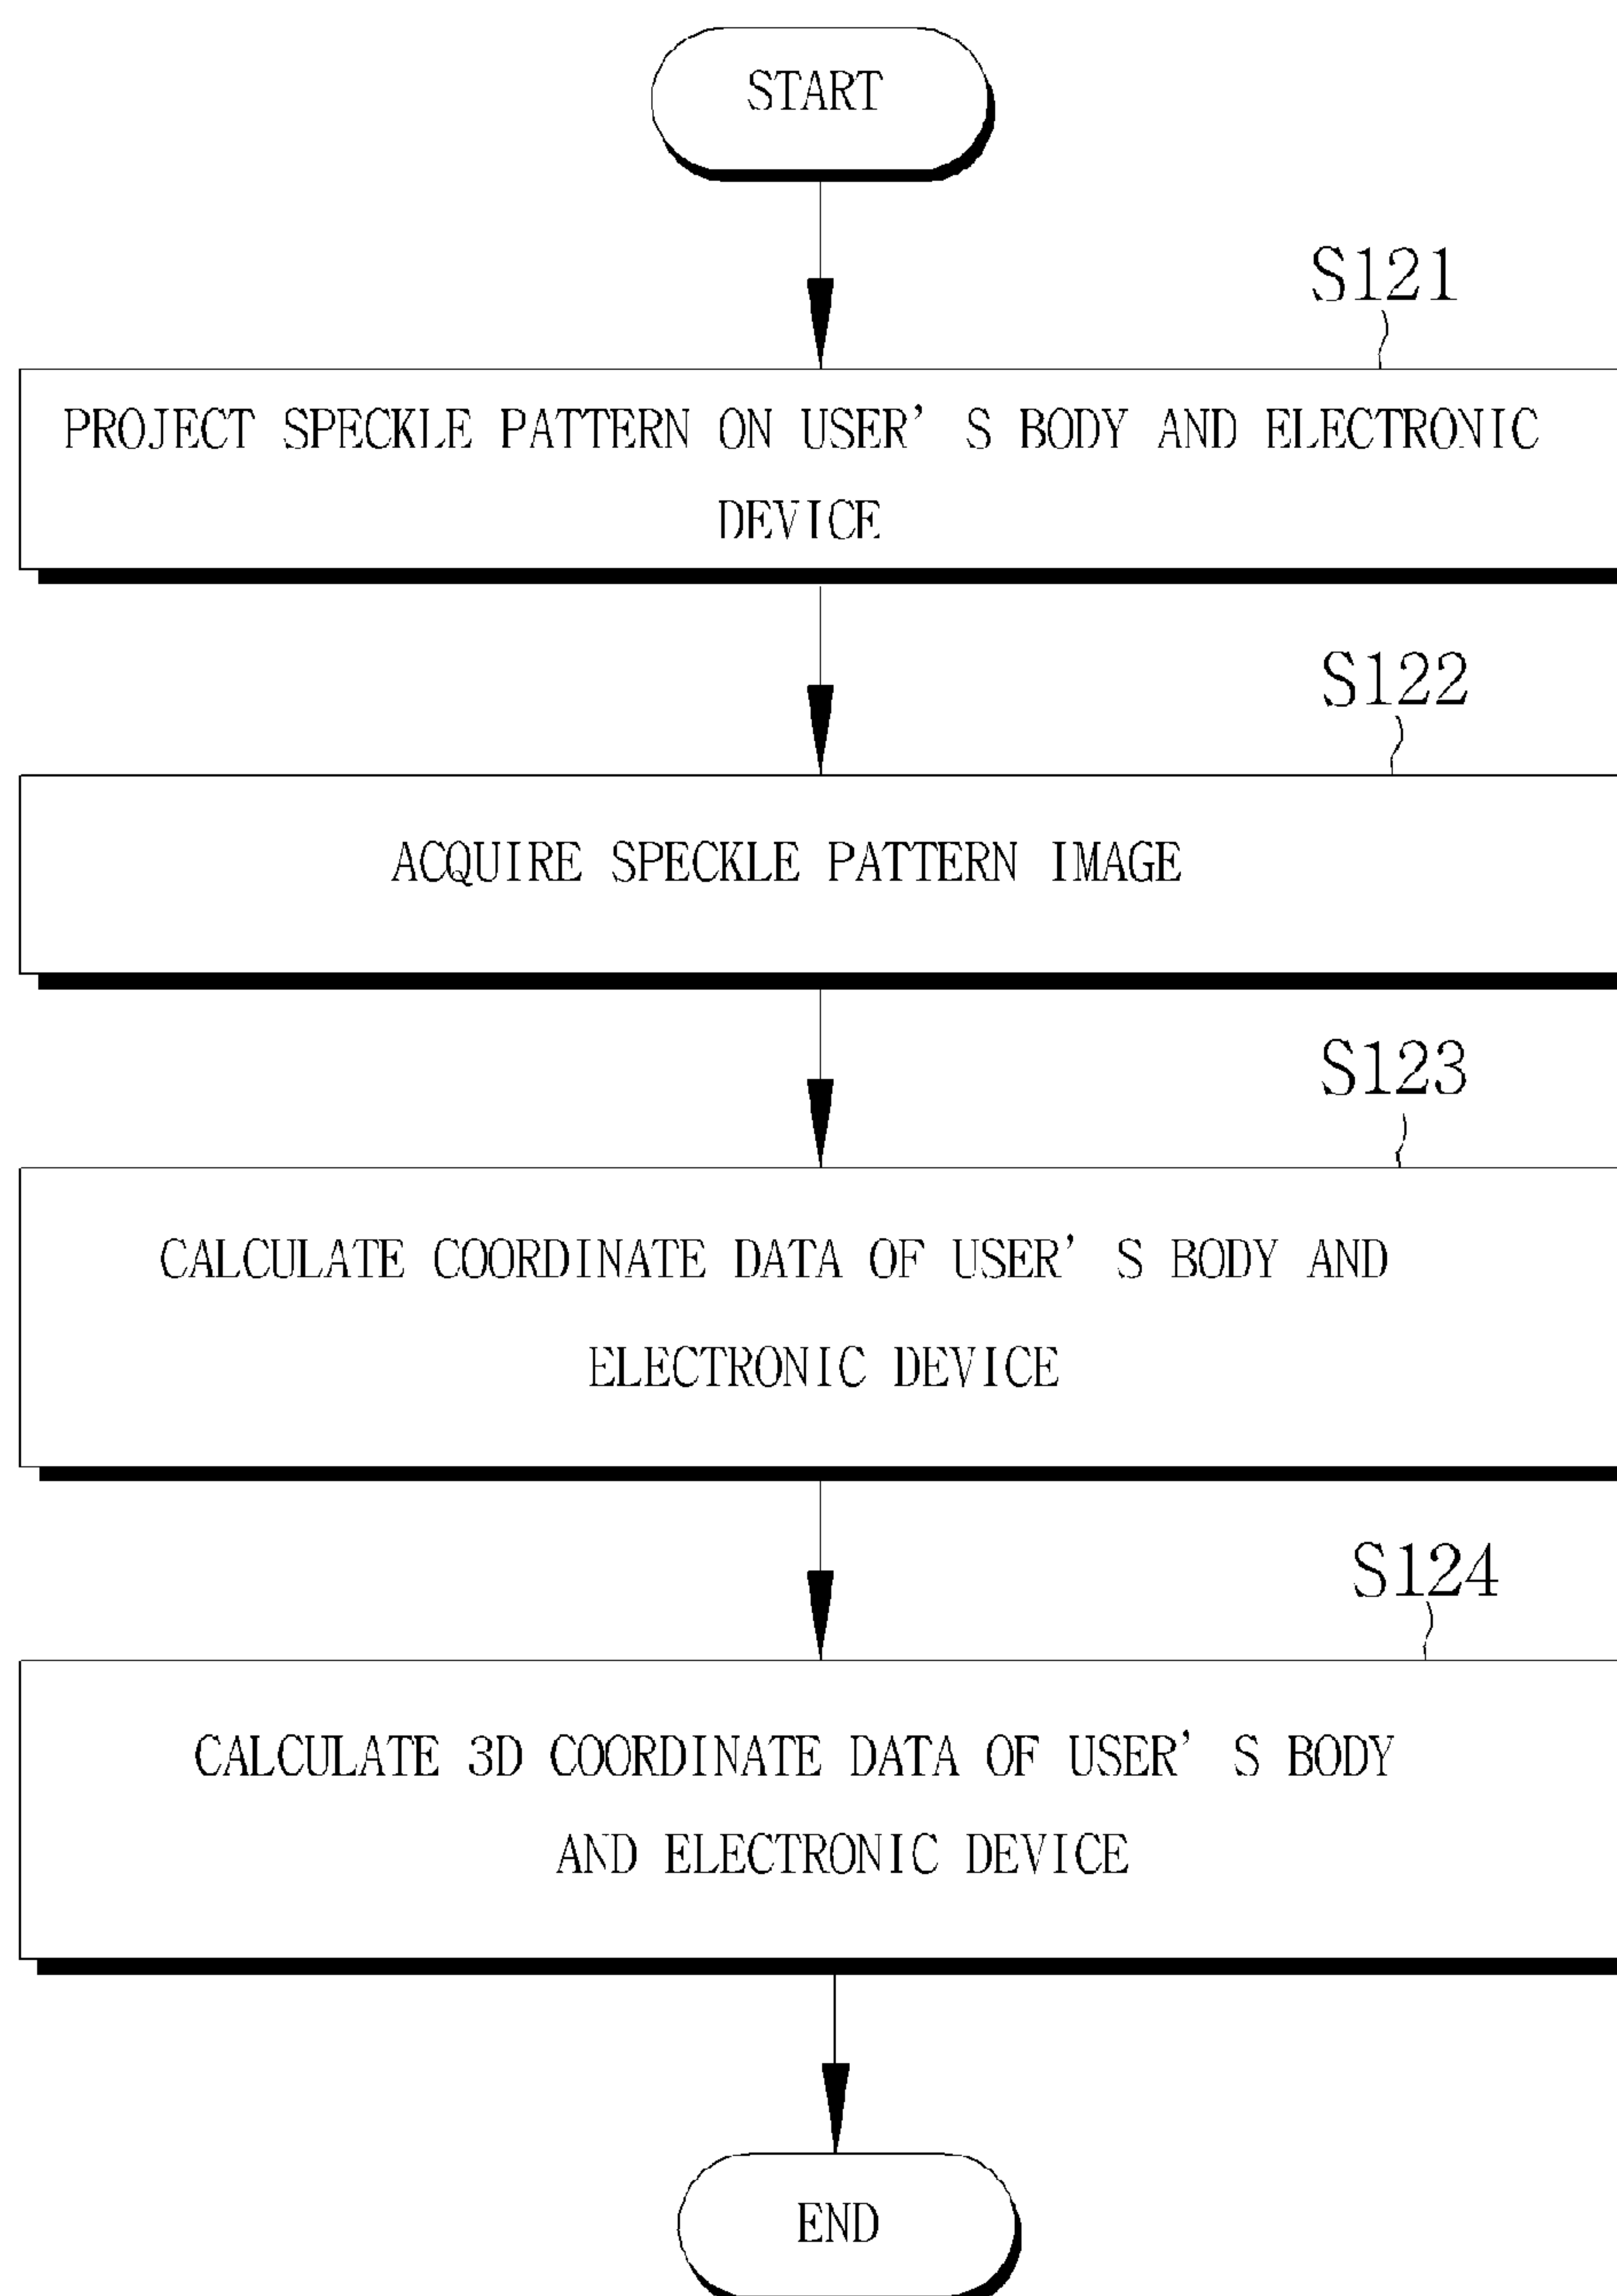 START
S121
PROJECT SPECKLE PATTERN ON USER' S BODY AND ELECTRONIC
DEVICE
S122
ACQUIRE SPECKLE PATTERN IMAGE
S123
CALCULATE COORDINATE DATA OF USER' S BODY AND
ELECTRONIC DEVICE
S124
CALCULATE 3D COORDINATE DATA OF USER' S BODY
AND ELECTRONIC DEVICE
END